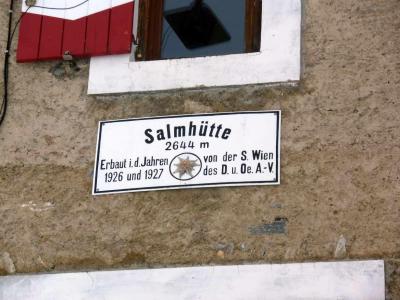 Salmhütte
2644 m
Erbaut i. d. Jahren von der S. Wien
1926 und 1927 des D. u. Oe. A.-V.